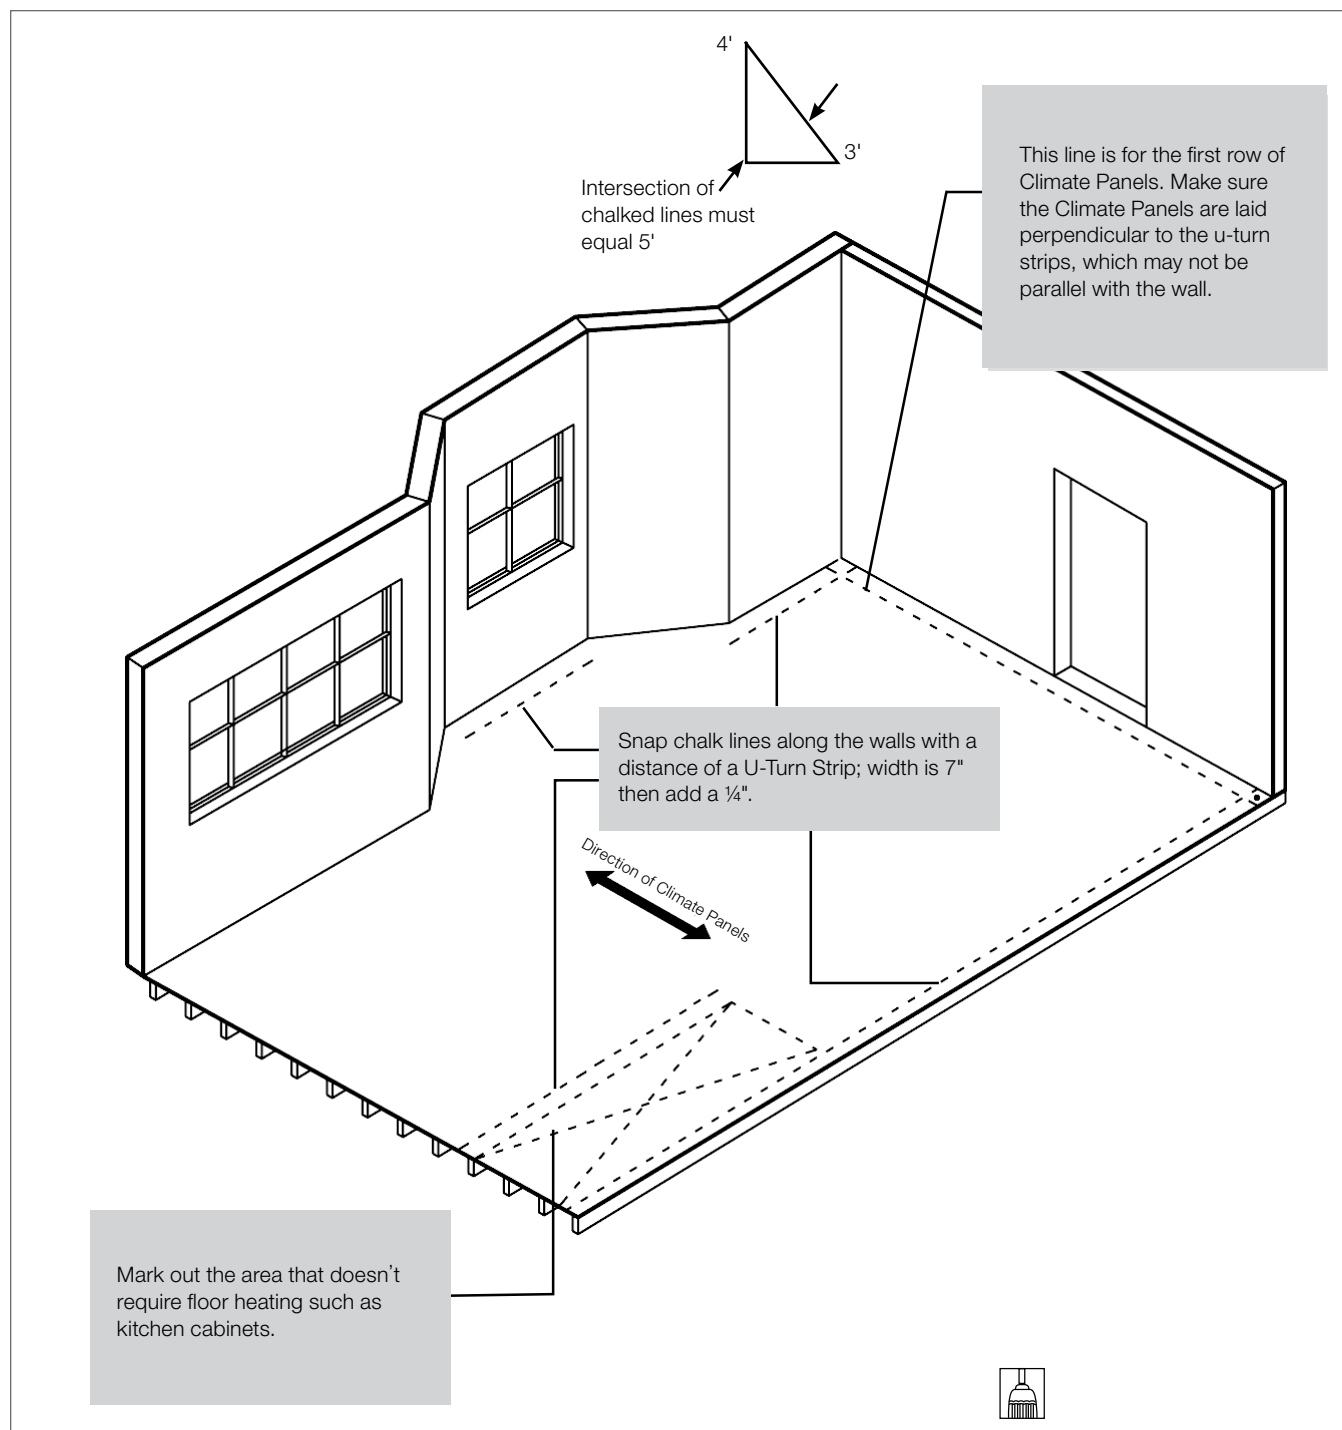 4'
3'
Intersection of
chalked lines must
equal 5'
This line is for the first row of
Climate Panels. Make sure
the Climate Panels are laid
perpendicular to the u-turn
strips, which may not be
parallel with the wall.
Snap chalk lines along the walls with a
distance of a U-Turn Strip; width is 7"
then add a ¼".
Direction of Climate Panels
Mark out the area that doesn’t
require floor heating such as
kitchen cabinets.